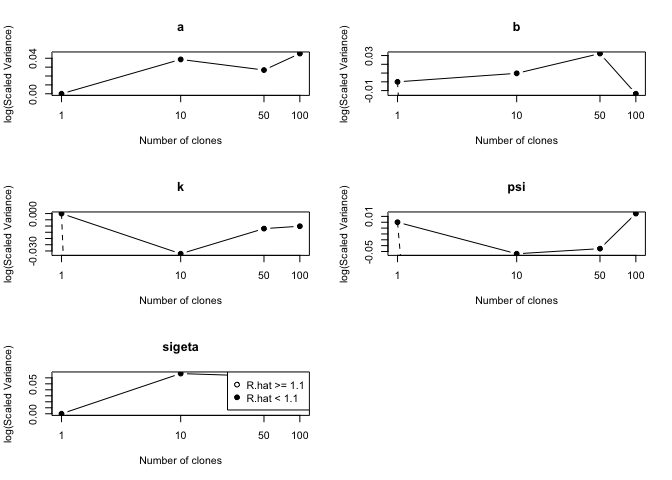 a
log(Scaled Variance)
0.00 0.04
1 10 50 100
Number of clones
b
log(Scaled Variance)
-0.01 0.03
1 10 50 100
Number of clones
k
log(Scaled Variance)
-0.030 0.000
1 10 50 100
Number of clones
psi
log(Scaled Variance)
-0.05 0.01
1 10 50 100
Number of clones
sigeta
log(Scaled Variance)
0.00 0.05
R.hat >= 1.1
R.hat < 1.1
1 10 50 100
Number of clones